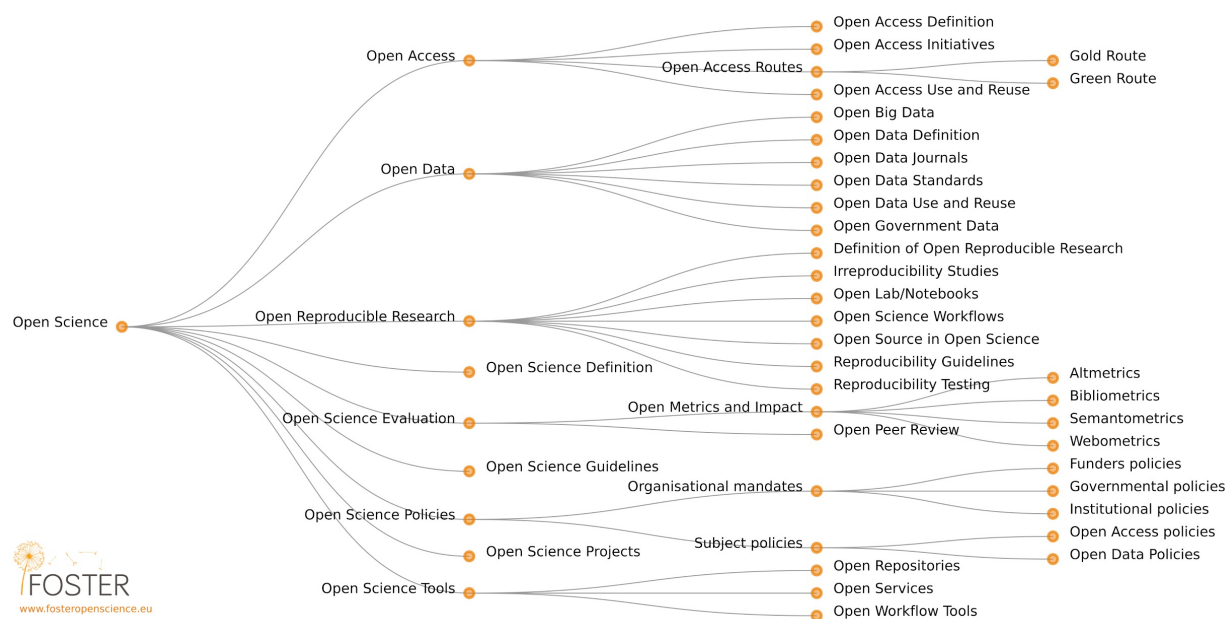 Open Science
Open Access
Open Access Definition
Open Access Initiatives
Open Access Routes
Gold Route
Green Route
Open Access Use and Reuse
Open Data
Open Big Data
Open Data Definition
Open Data Journals
Open Data Standards
Open Data Use and Reuse
Open Government Data
Open Reproducible Research
Definition of Open Reproducible Research
Irreproducibility Studies
Open Lab/Notebooks
Open Science Workflows
Open Source in Open Science
Reproducibility Guidelines
Reproducibility Testing
Open Science Definition
Open Science Evaluation
Open Metrics and Impact
Altmetrics
Bibliometrics
Semantometrics
Webometrics
Open Peer Review
Open Science Guidelines
Open Science Policies
Organisational mandates
Funders policies
Governmental policies
Institutional policies
Subject policies
Open Access policies
Open Data Policies
Open Science Projects
Open Science Tools
Open Repositories
Open Services
Open Workflow Tools
FOSTER
www.fosteropenscience.eu